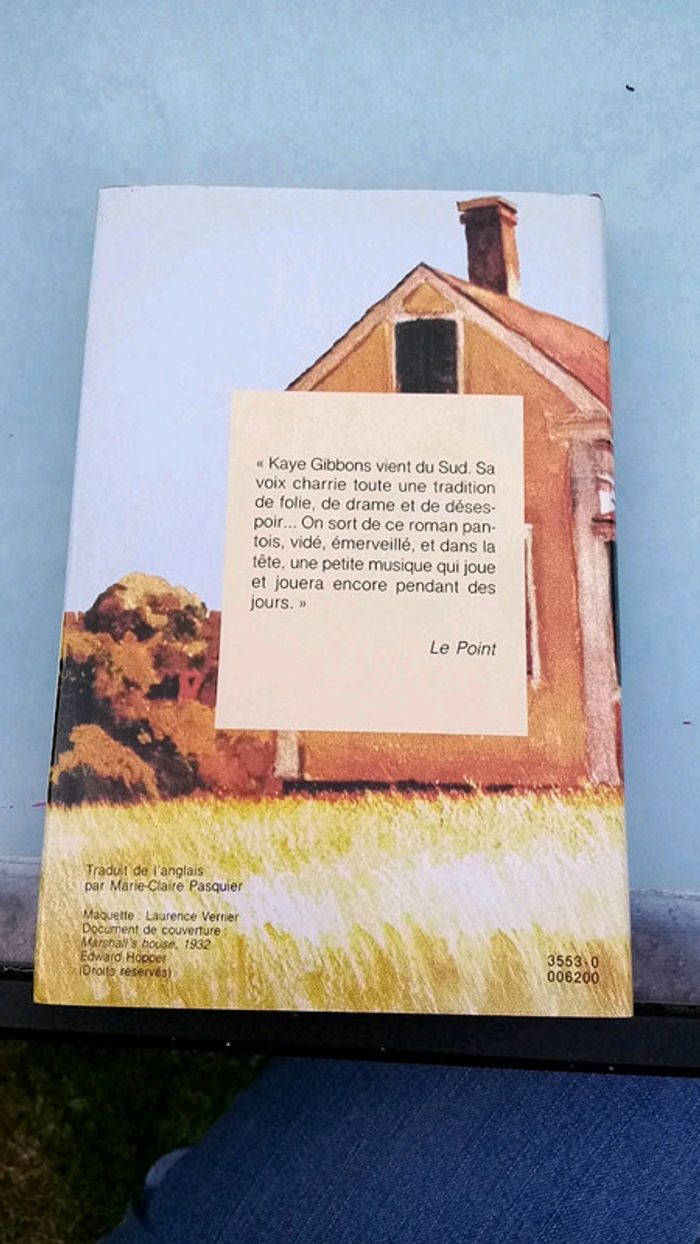 « Kaye Gibbons vient du Sud. Sa
voix charrie toute une tradition
de folie, de drame et de déses-
poir... On sort de ce roman pan-
tois, vidé, émerveillé, et dans la
tête, une petite musique qui joue
et jouera encore pendant des
jours. »
Le Point
Traduit de l'anglais
par Marie-Claire Pasquier
Maquette : Laurence Verrier
Document de couverture :
Marshall's house, 1932
Edward Hopper
(Droits réservés)
3553-0
006200